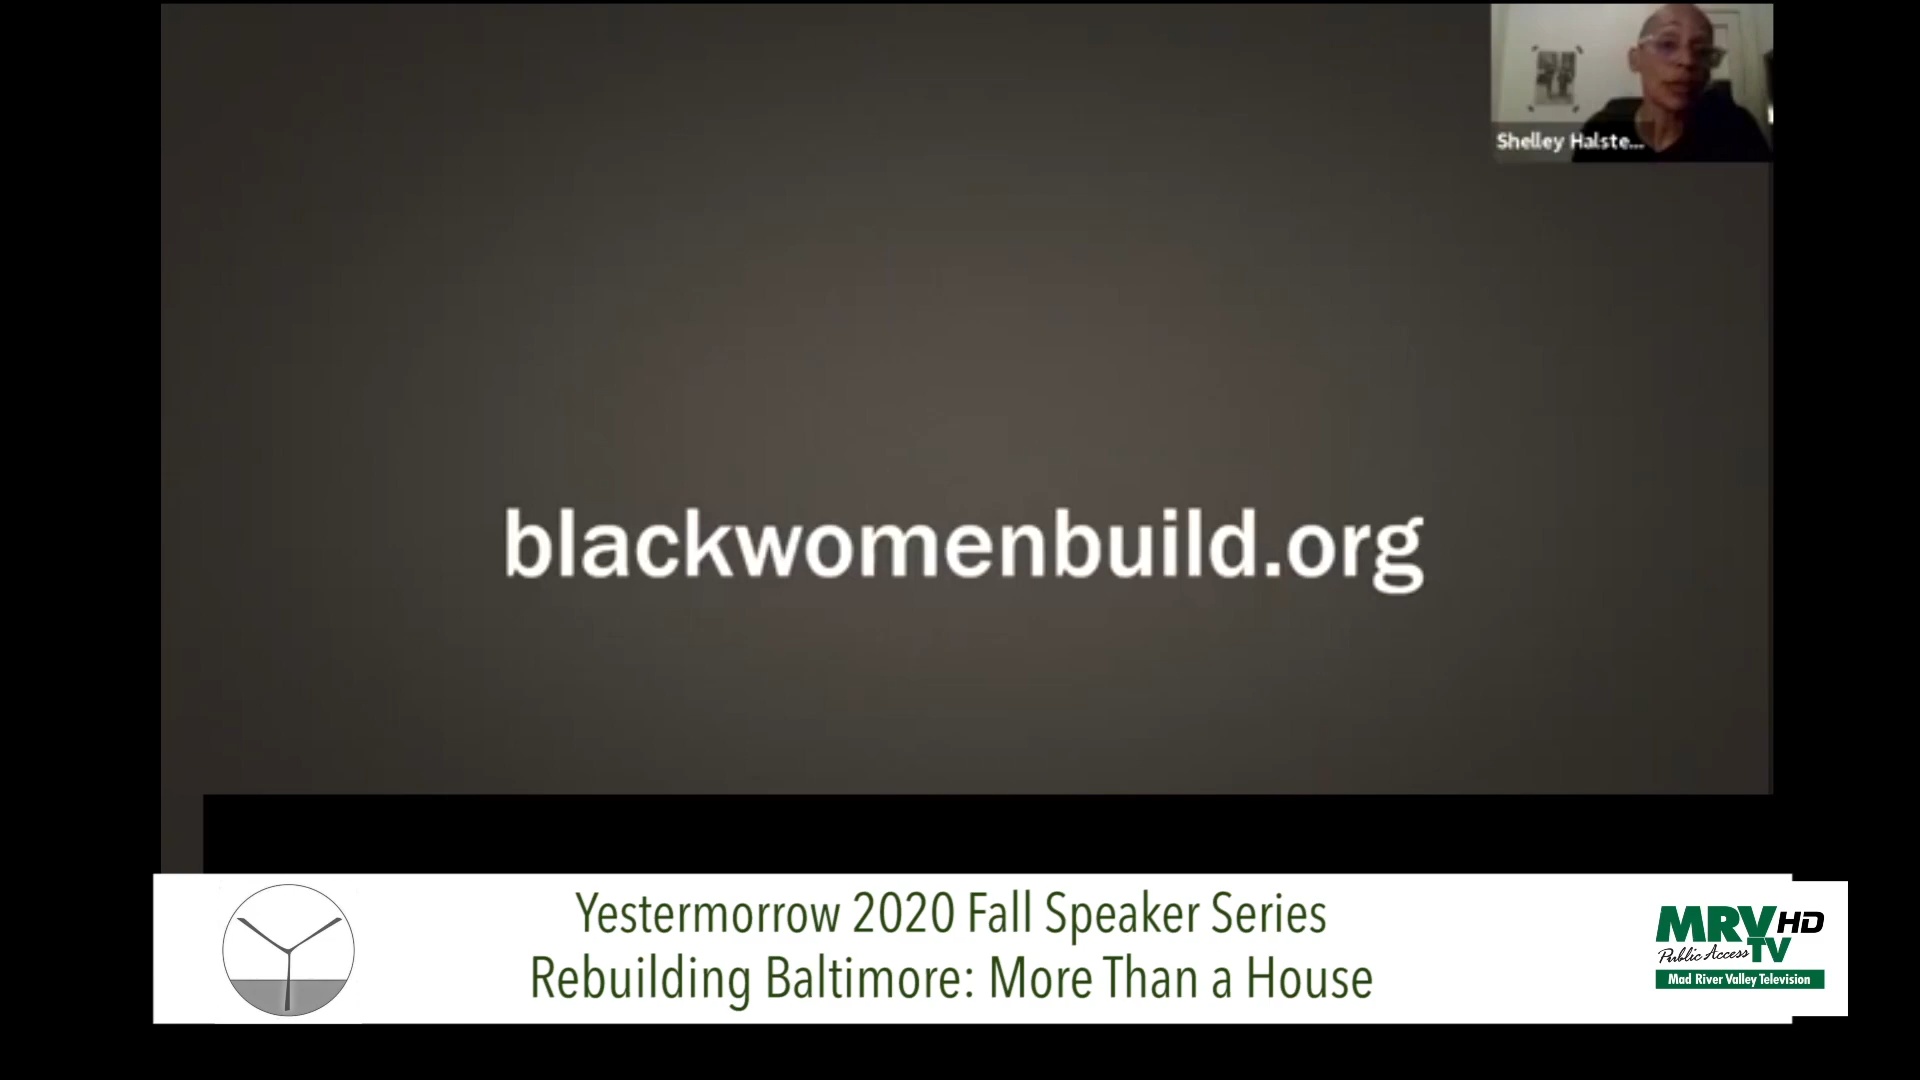 Shelley Halste...
blackwomenbuild.org
Yestermorrow 2020 Fall Speaker Series
Rebuilding Baltimore: More Than a House
MRV HD
Public Access TV
Mad River Valley Television